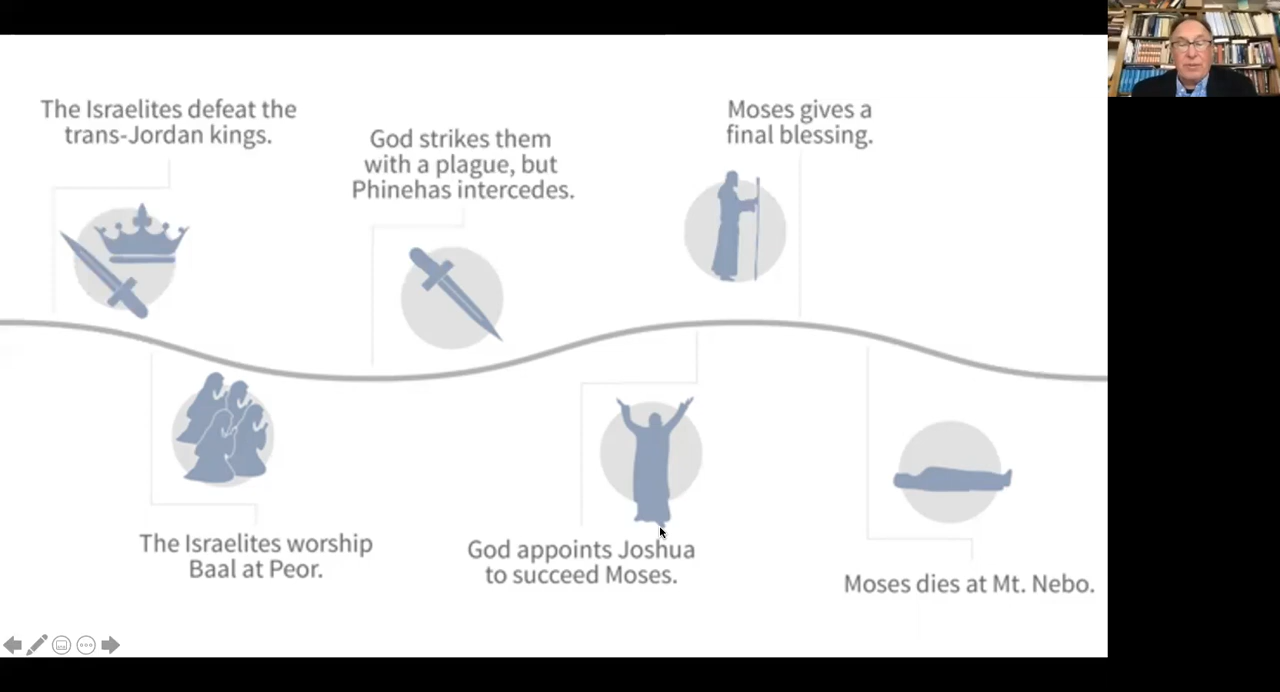 The Israelites defeat the
trans-Jordan kings.
God strikes them
with a plague, but
Phinehas intercedes.
Moses gives a
final blessing.
The Israelites worship
Baal at Peor.
God appoints Joshua
to succeed Moses.
Moses dies at Mt. Nebo.